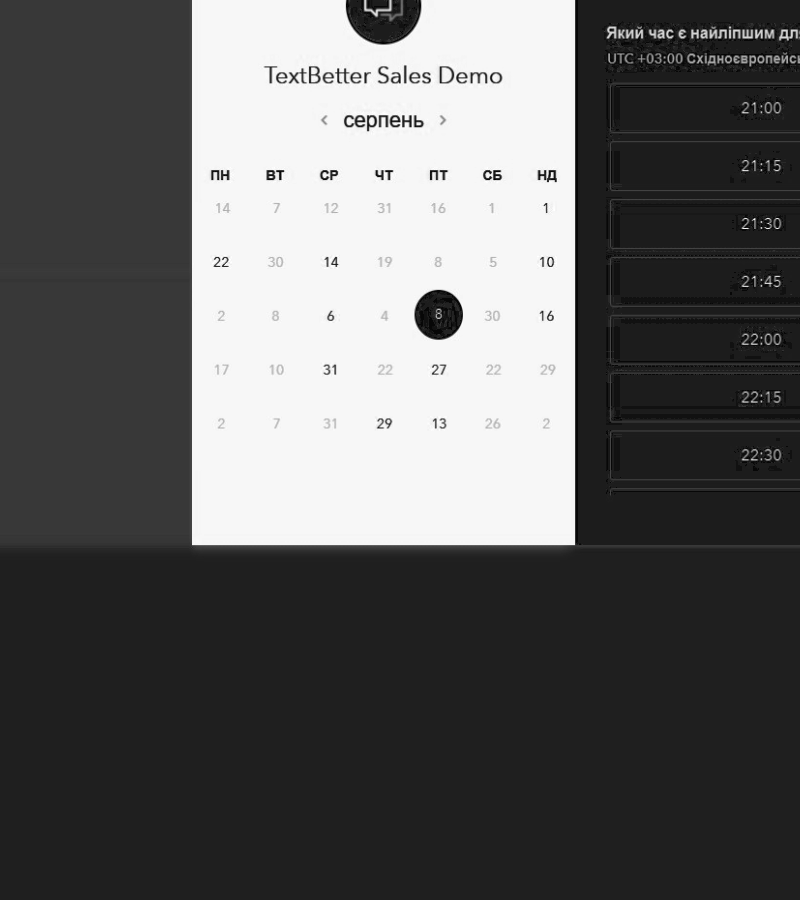 TextBetter Sales Demo
< серпень >
ПН ВТ СР ЧТ ПТ СБ НД
14 7 12 31 16 1 1
22 30 14 19 8 5 10
2 8 6 4 8 30 16
17 10 31 22 27 22 29
2 7 31 29 13 26 2
Який час є найліпшим дл
UTC +03:00 Східноєвропейс
21:00
21:15
21:30
21:45
22:00
22:15
22:30